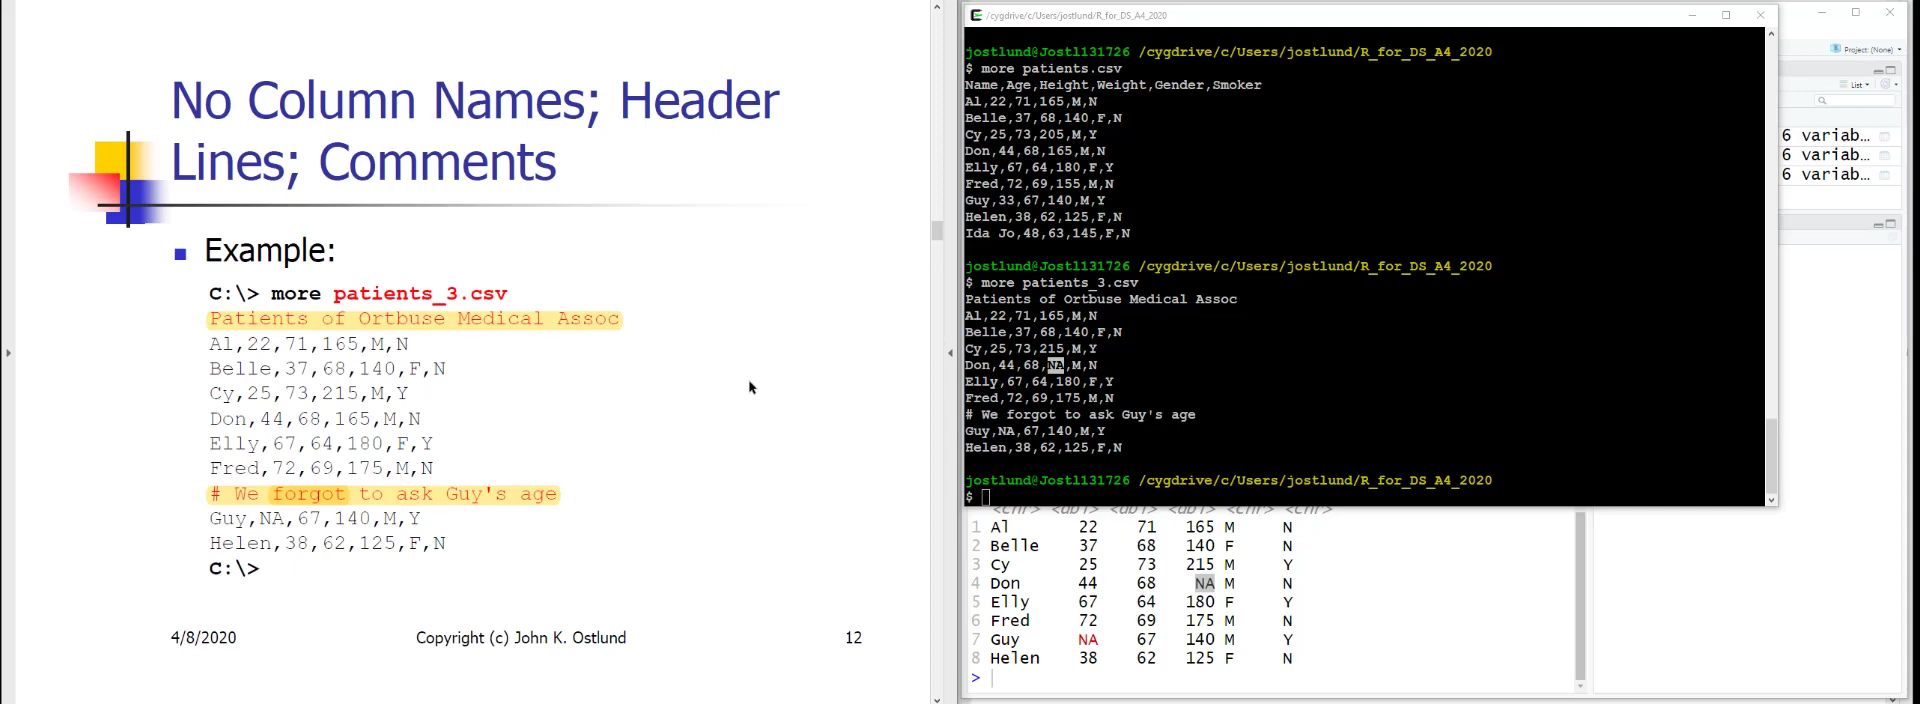 No Column Names; Header
Lines; Comments
Example:
C:\> more patients_3.csv
Patients of Ortbuse Medical Assoc
Al,22,71,165,M,N
Belle,37,68,140,F,N
Cy,25,73,215,M,Y
Don,44,68,165,M,N
Elly,67,64,180,F,Y
Fred,72,69,175,M,N
# We forgot to ask Guy's age
Guy,NA,67,140,M,Y
Helen,38,62,125,F,N
C:\>
4/8/2020 Copyright (c) John K. Ostlund 12
/cygdrive/c/Users/jostlund/R_for_DS_A4_2020
jostlund@Jostl131726 /cygdrive/c/Users/jostlund/R_for_DS_A4_2020
$ more patients.csv
Name,Age,Height,Weight,Gender,Smoker
Al,22,71,165,M,N
Belle,37,68,140,F,N
Cy,25,73,205,M,Y
Don,44,68,165,M,N
Elly,67,64,180,F,Y
Fred,72,69,155,M,N
Guy,33,67,140,M,Y
Helen,38,62,125,F,N
Ida Jo,48,63,145,F,N
jostlund@Jostl131726 /cygdrive/c/Users/jostlund/R_for_DS_A4_2020
$ more patients_3.csv
Patients of Ortbuse Medical Assoc
Al,22,71,165,M,N
Belle,37,68,140,F,N
Cy,25,73,215,M,Y
Don,44,68,NA,M,N
Elly,67,64,180,F,Y
Fred,72,69,175,M,N
# We forgot to ask Guy's age
Guy,NA,67,140,M,Y
Helen,38,62,125,F,N
jostlund@Jostl131726 /cygdrive/c/Users/jostlund/R_for_DS_A4_2020
$
<chr> <dbl> <dbl> <dbl> <chr> <chr>
1 Al 22 71 165 M N
2 Belle 37 68 140 F N
3 Cy 25 73 215 M Y
4 Don 44 68 NA M N
5 Elly 67 64 180 F Y
6 Fred 72 69 175 M N
7 Guy NA 67 140 M Y
8 Helen 38 62 125 F N
>
Project: (None)
List
6 variab...
6 variab...
6 variab...